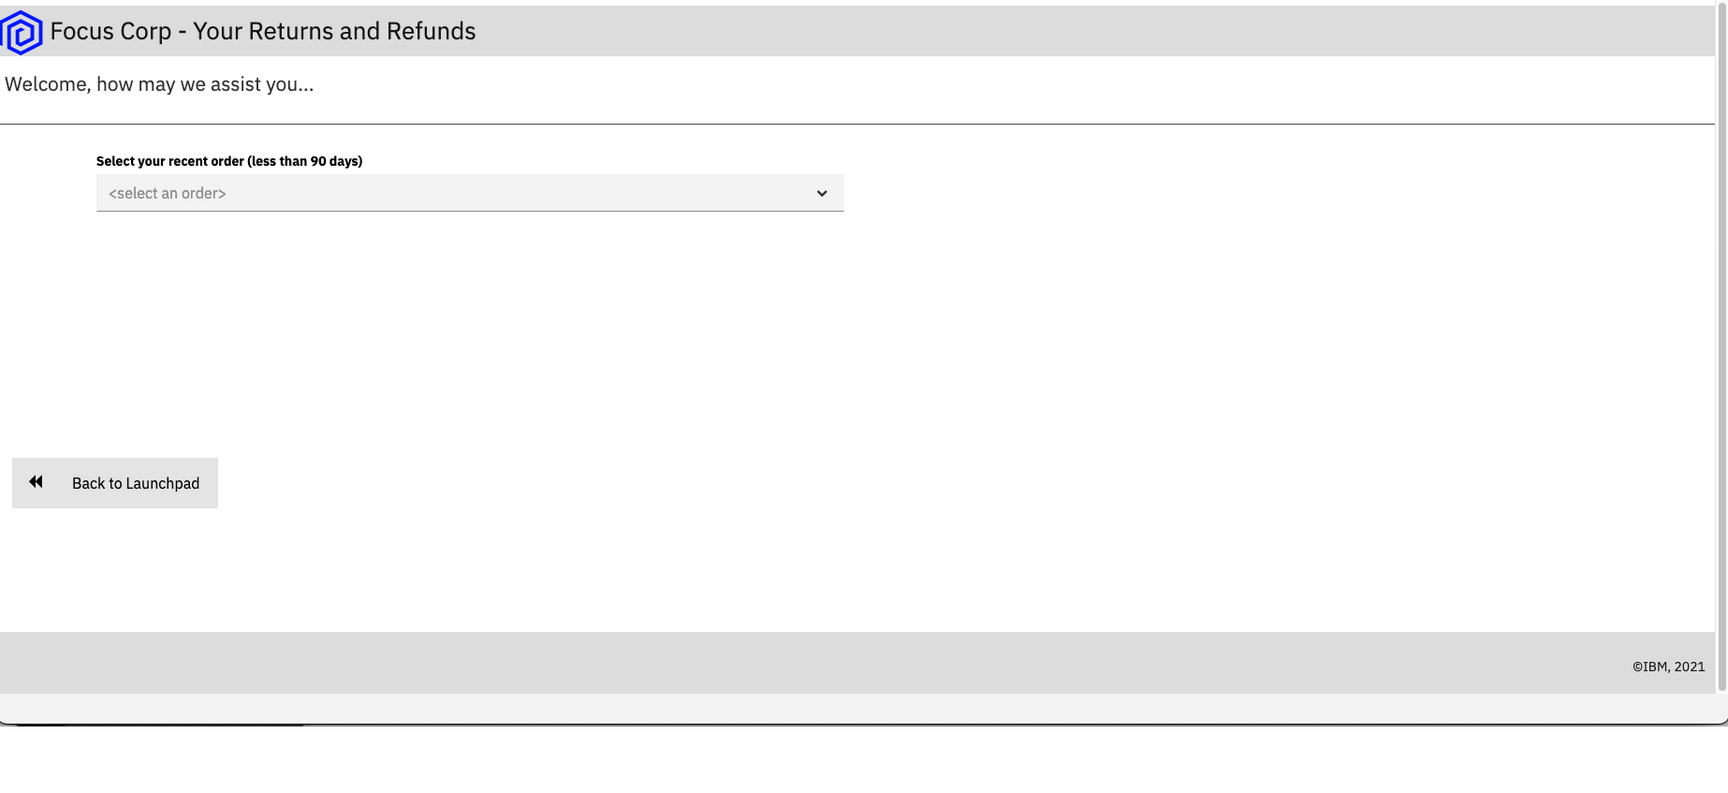 Focus Corp - Your Returns and Refunds
Welcome, how may we assist you...
Select your recent order (less than 90 days)
<select an order>
Back to Launchpad
©IBM, 2021